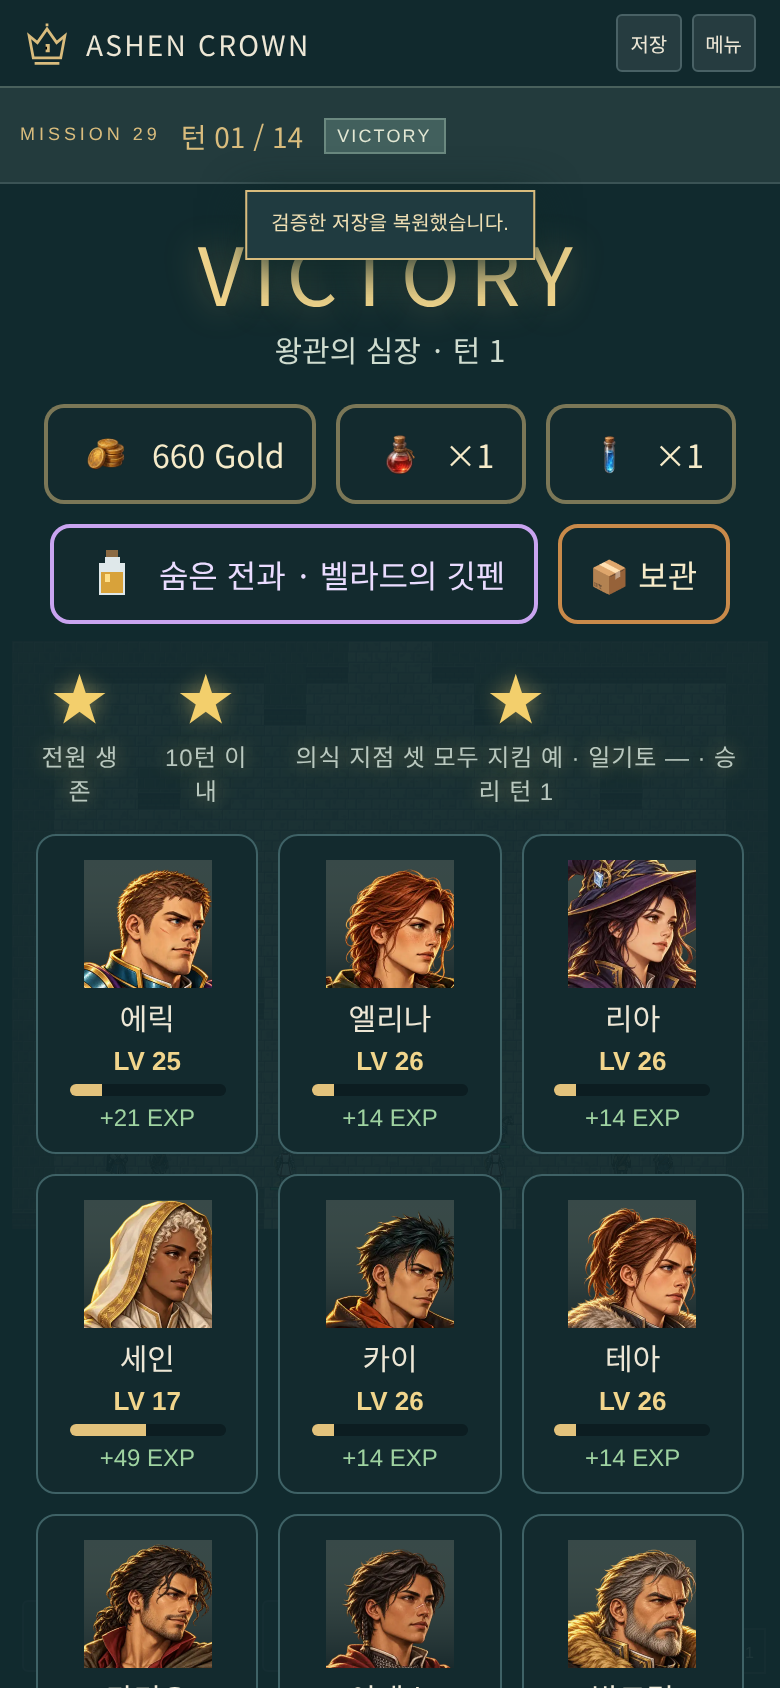 ASHEN CROWN
저장
메뉴
MISSION 29
턴 01 / 14
VICTORY
검증한 저장을 복원했습니다.
VICTORY
왕관의 심장 · 턴 1
660 Gold
×1
×1
숨은 전과 · 벨라드의 깃펜
보관
★ ★ ★
전원 생
존
10턴 이
내
의식 지점 셋 모두 지킴 예 · 일기토 — · 승
리 턴 1
에릭
LV 25
+21 EXP
엘리나
LV 26
+14 EXP
리아
LV 26
+14 EXP
세인
LV 17
+49 EXP
카이
LV 26
+14 EXP
테아
LV 26
+14 EXP